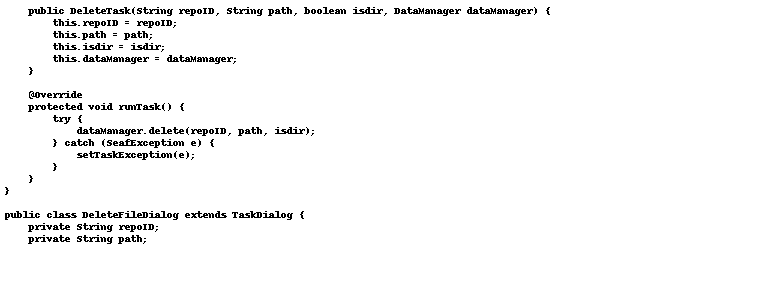 public DeleteTask(String repoID, String path, boolean isdir, DataManager dataManager) {
        this.repoID = repoID;
        this.path = path;
        this.isdir = isdir;
        this.dataManager = dataManager;
    }

    @Override
    protected void runTask() {
        try {
            dataManager.delete(repoID, path, isdir);
        } catch (SeafException e) {
            setTaskException(e);
        }
    }
}

public class DeleteFileDialog extends TaskDialog {
    private String repoID;
    private String path;